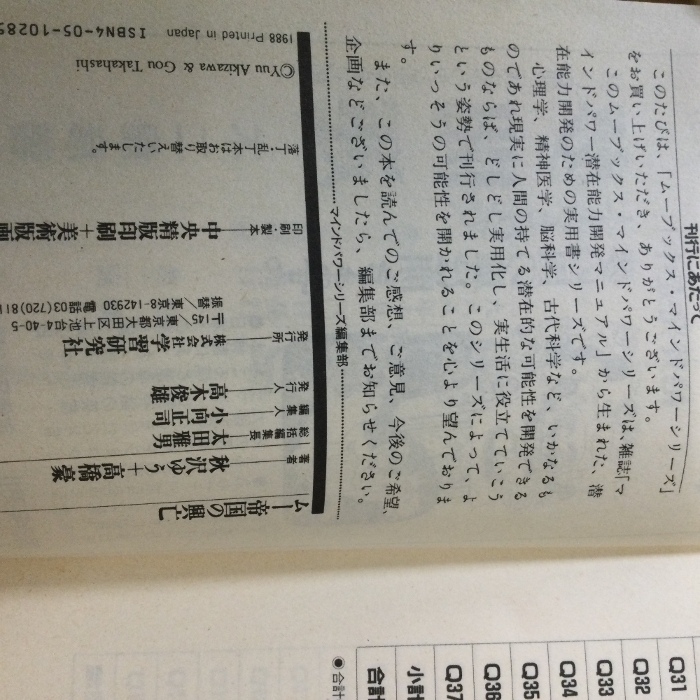 刊行にあたって
このたびは、「ムーブックス・マインドパワーシリーズ」
をお買い上げいただき、ありがとうございます。
このムーブックス・マインドパワーシリーズは、雑誌「マ
インドパワー潜在能力開発マニュアル」から生まれた、潜
在能力開発のための実用書シリーズです。
心理学、精神医学、脳科学、古代科学など、いかなるも
のであれ現実に人間の持てる潜在的な可能性を開発できる
ものならば、どしどし実用化し、実生活に役立てていこう
という姿勢で刊行されました。このシリーズによって、よ
りいっそうの可能性を開かれることを心より望んでおりま
す。
また、この本を読んでのご感想、ご意見、今後のご希望、
企画などございましたら、編集部までお知らせください。
マインドパワーシリーズ編集部
ムー帝国の興亡
著者 秋沢ゆう＋高橋豪
総括編集長 太田雅男
編集人 小向正司
発行人 高木俊雄
発行所 株式会社学習研究社
〒145 東京都大田区上池台4-40-5
振替／東京8-142930 電話03(720)81
印刷・製本 中央精版印刷＋美術版画
落丁・乱丁本はお取り替えいたします。
©Yuu Akizawa & Gou Takahashi
1988 Printed in Japan ISBN4-05-10285
Q31
Q32
Q33
Q34
Q35
Q36
Q37
小計
合計
●合計